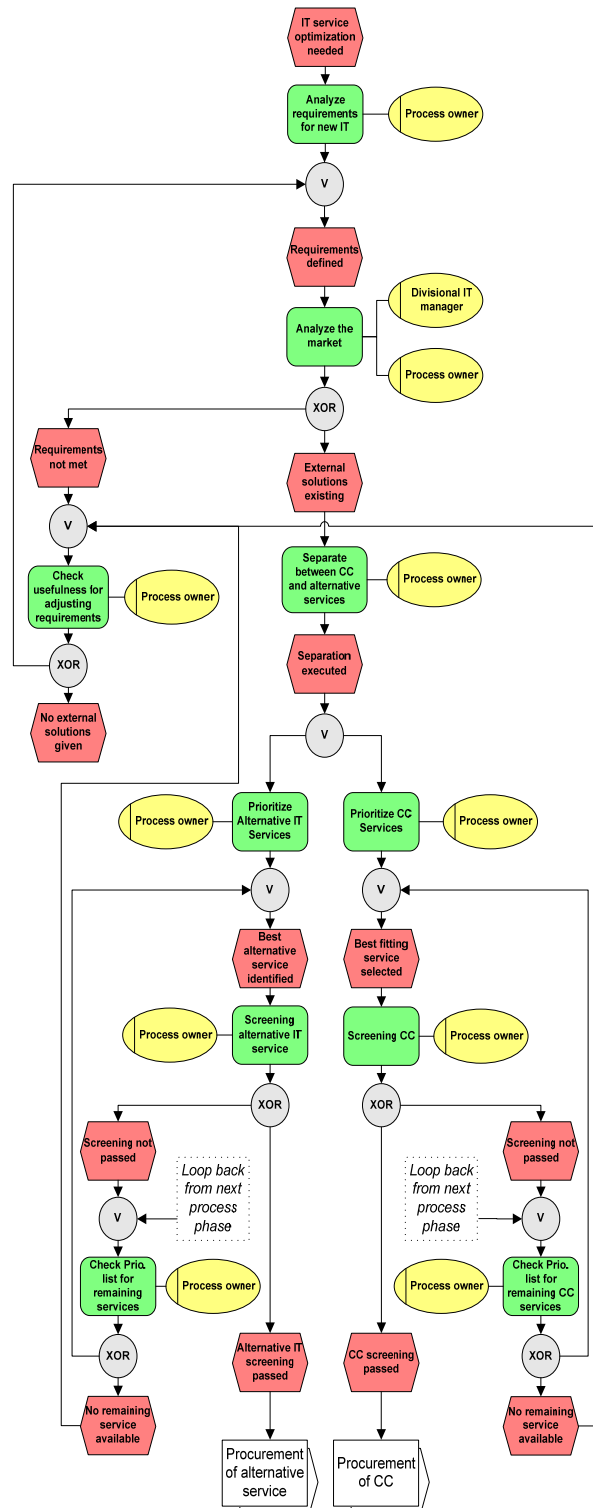 IT service
optimization
needed
Analyze
requirements
for new IT
Process owner
V
Requirements
defined
Divisional IT
manager
Analyze the
market
Process owner
XOR
Requirements
not met
External
solutions
existing
V
Separate
between CC
and alternative
services
Process owner
Check
usefulness for
adjusting
requirements
Process owner
XOR
Separation
executed
No external
solutions
given
V
Process owner
Prioritize
Alternative IT
Services
Prioritize CC
Services
Process owner
V
V
Best
alternative
service
identified
Best fitting
service
selected
Process owner
Screening
alternative IT
service
Screening CC
Process owner
XOR
XOR
Screening not
passed
Screening not
passed
Loop back
from next
process
phase
Loop back
from next
process
phase
V
V
Check Prio.
list for
remaining
services
Process owner
Process owner
Check Prio.
list for
remaining CC
services
XOR
Alternative IT
screening
passed
CC screening
passed
XOR
No remaining
service
available
No remaining
service
available
Procurement
of alternative
service
Procurement
of CC